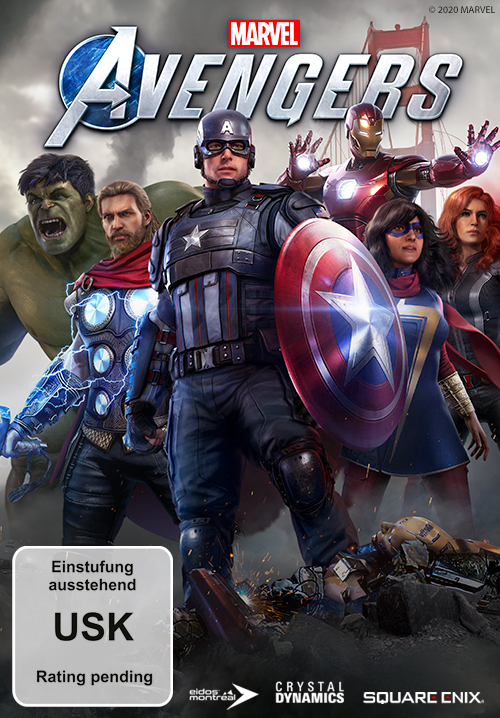 © 2020 MARVEL
MARVEL
AVENGERS
A
Einstufung
ausstehend
USK
Rating pending
eidos
montréal
CRYSTAL
DYNAMICS
SQUARE ENIX.